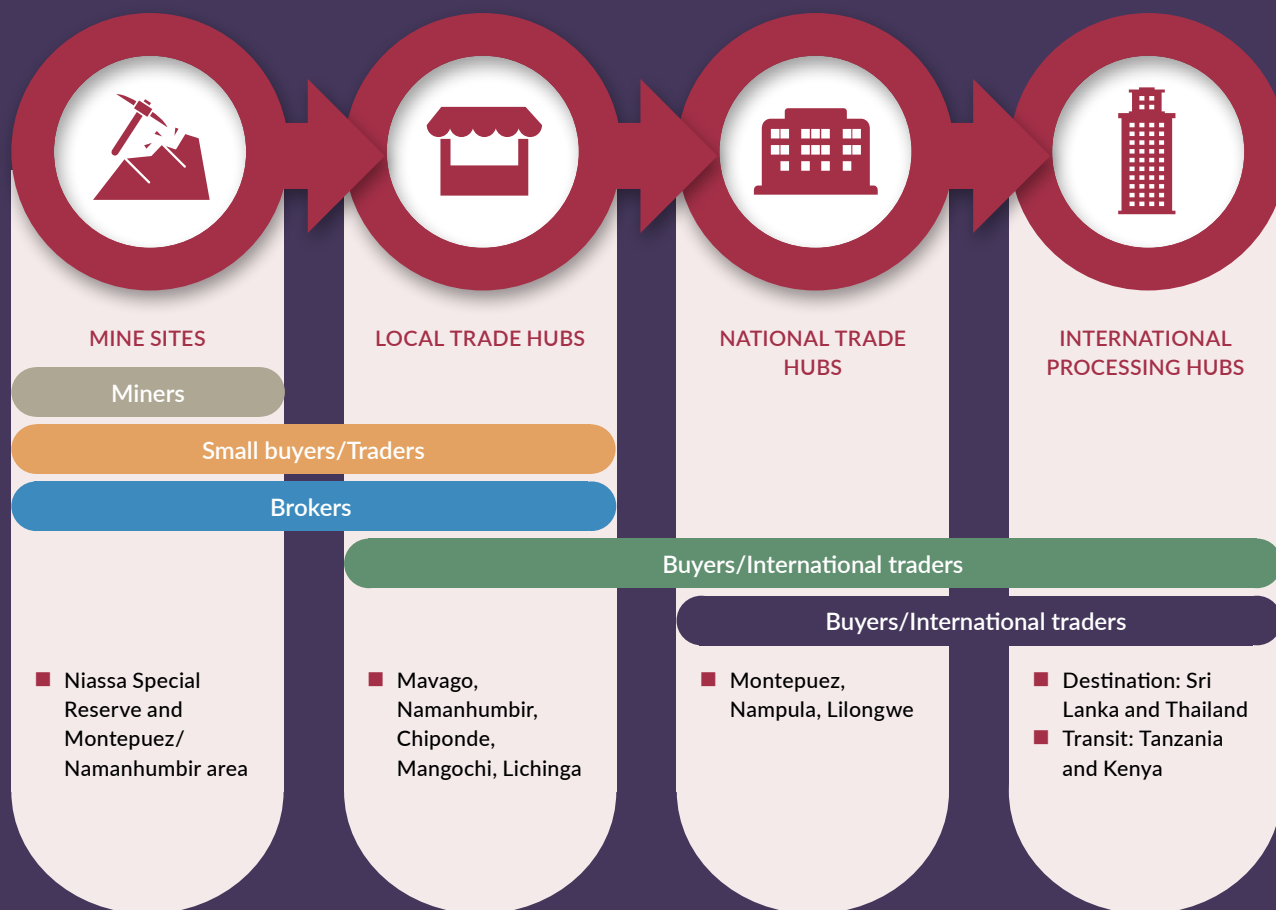 MINE SITES
LOCAL TRADE HUBS
NATIONAL TRADE
HUBS
INTERNATIONAL
PROCESSING HUBS
Miners
Small buyers/Traders
Brokers
Buyers/International traders
Buyers/International traders
Niassa Special
Reserve and
Montepuez/
Namanhumbir area
Mavago,
Namanhumbir,
Chiponde,
Mangochi, Lichinga
Montepuez,
Nampula, Lilongwe
Destination: Sri
Lanka and Thailand
Transit: Tanzania
and Kenya